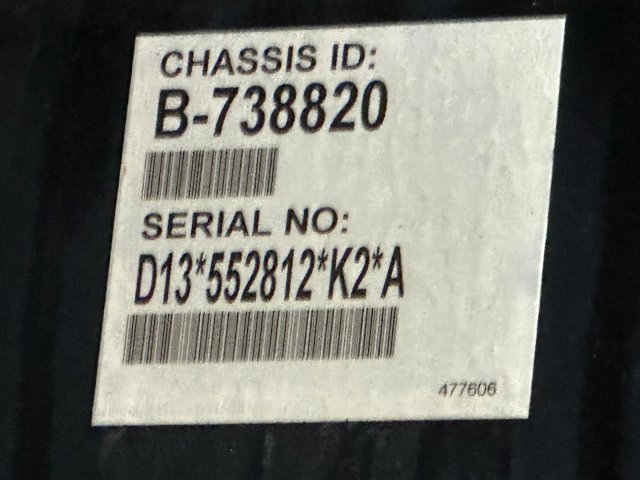 CHASSIS ID:
B-738820
SERIAL NO:
D13*552812*K2*A
477606